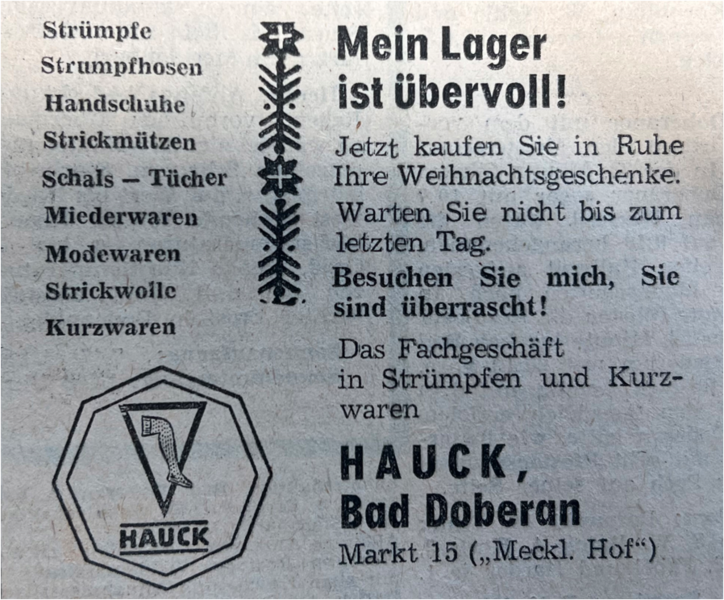 Strümpfe
Strumpfhosen
Handschuhe
Strickmützen
Schals – Tücher
Miederwaren
Modewaren
Strickwolle
Kurzwaren
HAUCK
Mein Lager
ist übervoll!
Jetzt kaufen Sie in Ruhe
Ihre Weihnachtsgeschenke.
Warten Sie nicht bis zum
letzten Tag.
Besuchen Sie mich, Sie
sind überrascht!
Das Fachgeschäft
in Strümpfen und Kurz-
waren
HAUCK,
Bad Doberan
Markt 15 („Meckl. Hof“)